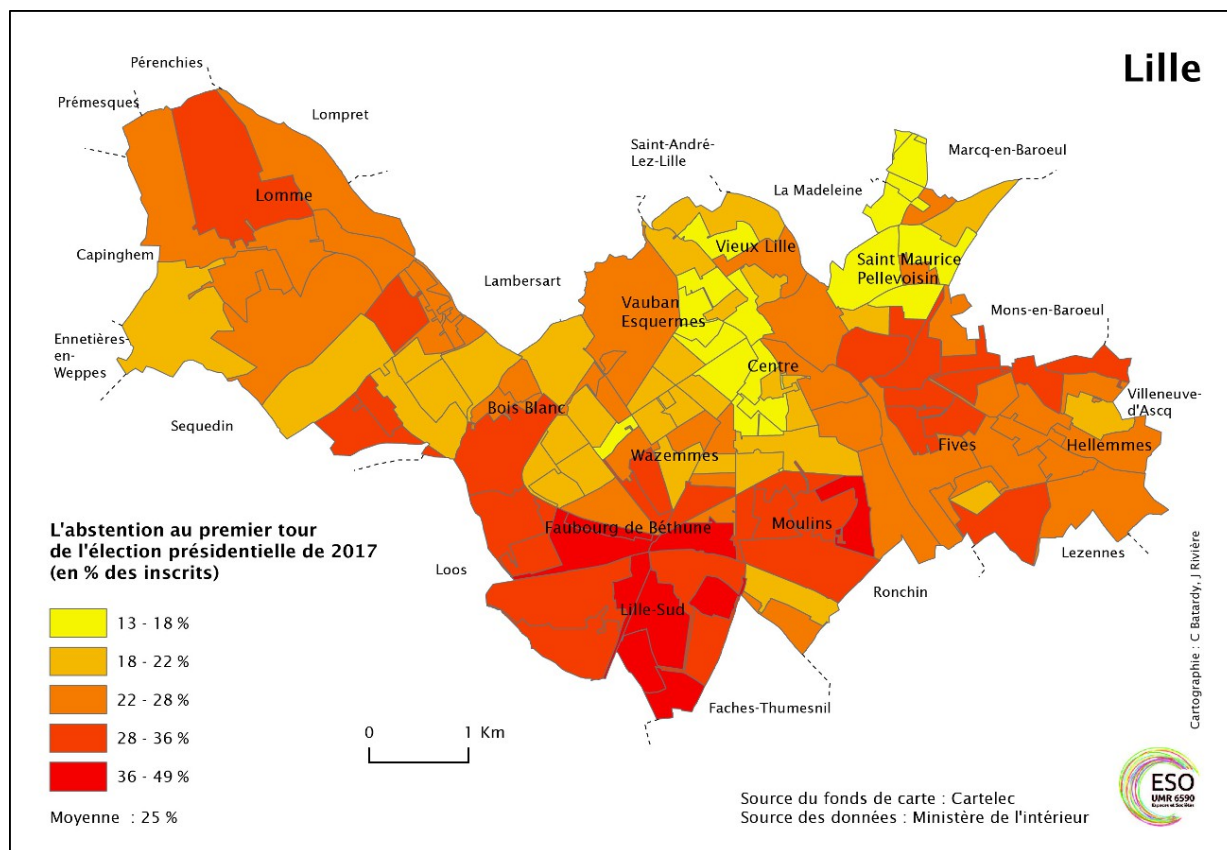 Lille
Pérenchies
Prémesques
Lompret
Saint-André-
Lez-Lille
Marcq-en-Baroeul
La Madeleine
Lomme
Vieux Lille
Capinghem
Saint Maurice
Pellevoisin
Lambersart
Vauban
Esquermes
Mons-en-Baroeul
Ennetières-
en-
Weppes
Centre
Villeneuve-
d'Ascq
Sequedin
Bois Blanc
Wazemmes
Fives
Hellemmes
L'abstention au premier tour
de l'élection présidentielle de 2017
(en % des inscrits)
Faubourg de Béthune
Moulins
Lezennes
Loos
Ronchin
Lille-Sud
13 - 18 %
18 - 22 %
22 - 28 %
28 - 36 %
36 - 49 %
Moyenne : 25 %
Faches-Thumesnil
0 1 Km
Cartographie : C Batardy, J Rivière
Source du fonds de carte : Cartelec
Source des données : Ministère de l'intérieur
ESO
UMR 6590
Espaces et Sociétés